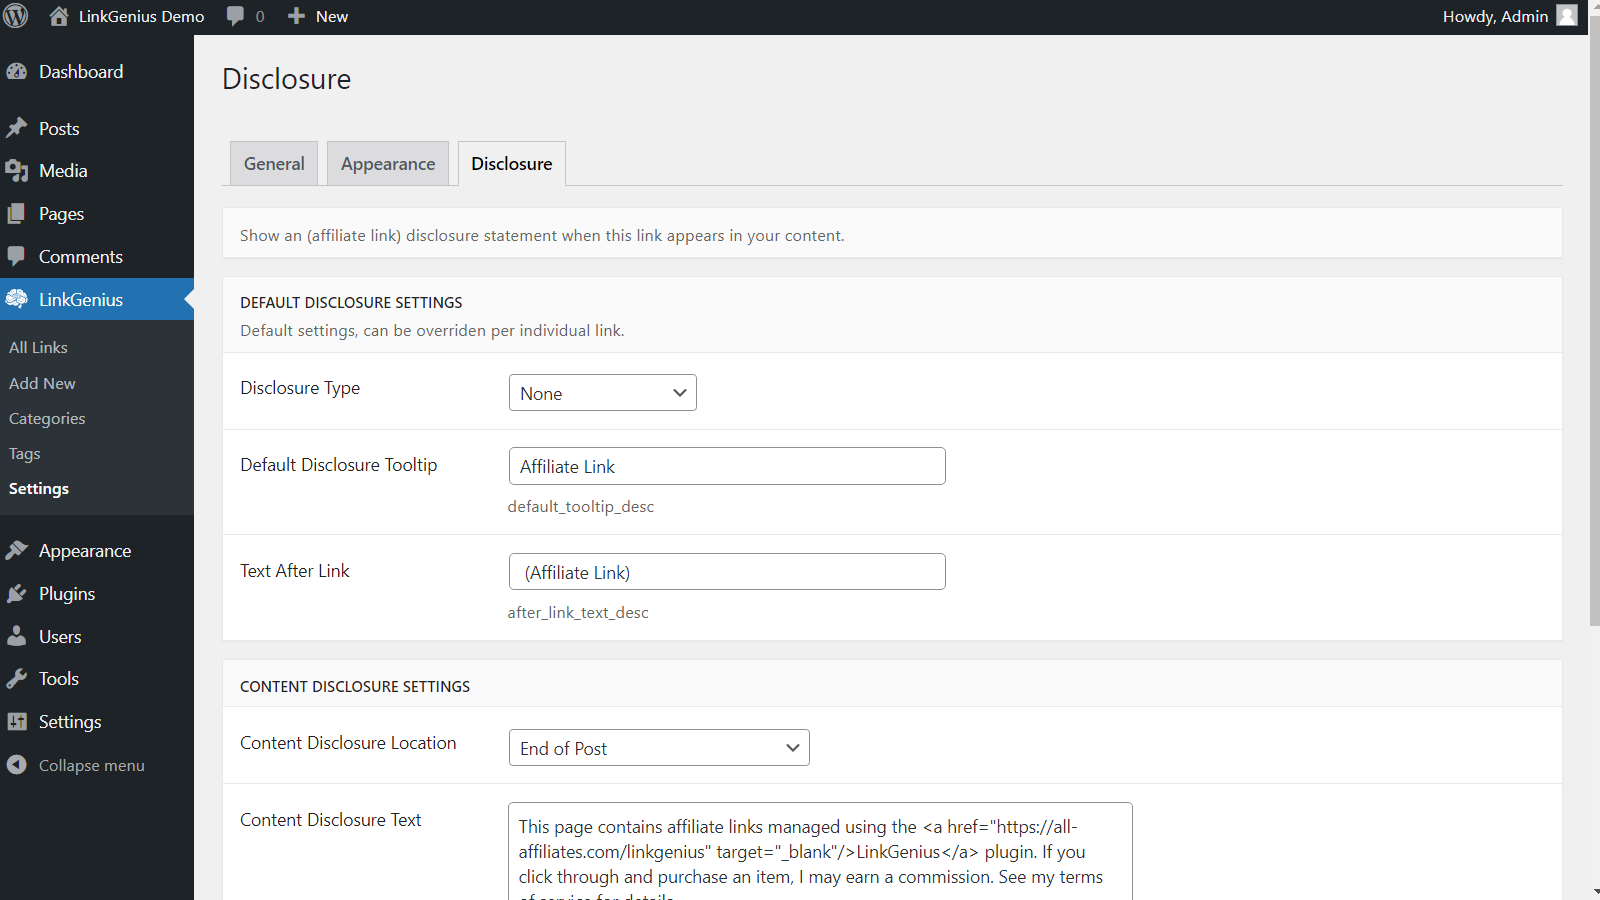 LinkGenius Demo
0
New
Howdy, Admin
Dashboard
Posts
Media
Pages
Comments
LinkGenius
All Links
Add New
Categories
Tags
Settings
Appearance
Plugins
Users
Tools
Settings
Collapse menu
Disclosure
General
Appearance
Disclosure
Show an (affiliate link) disclosure statement when this link appears in your content.
DEFAULT DISCLOSURE SETTINGS
Default settings, can be overriden per individual link.
Disclosure Type
None
Default Disclosure Tooltip
Affiliate Link
default_tooltip_desc
Text After Link
(Affiliate Link)
after_link_text_desc
CONTENT DISCLOSURE SETTINGS
Content Disclosure Location
End of Post
Content Disclosure Text
This page contains affiliate links managed using the <a href="https://all-
affiliates.com/linkgenius" target="_blank"/>LinkGenius</a> plugin. If you
click through and purchase an item, I may earn a commission. See my terms
of service for details